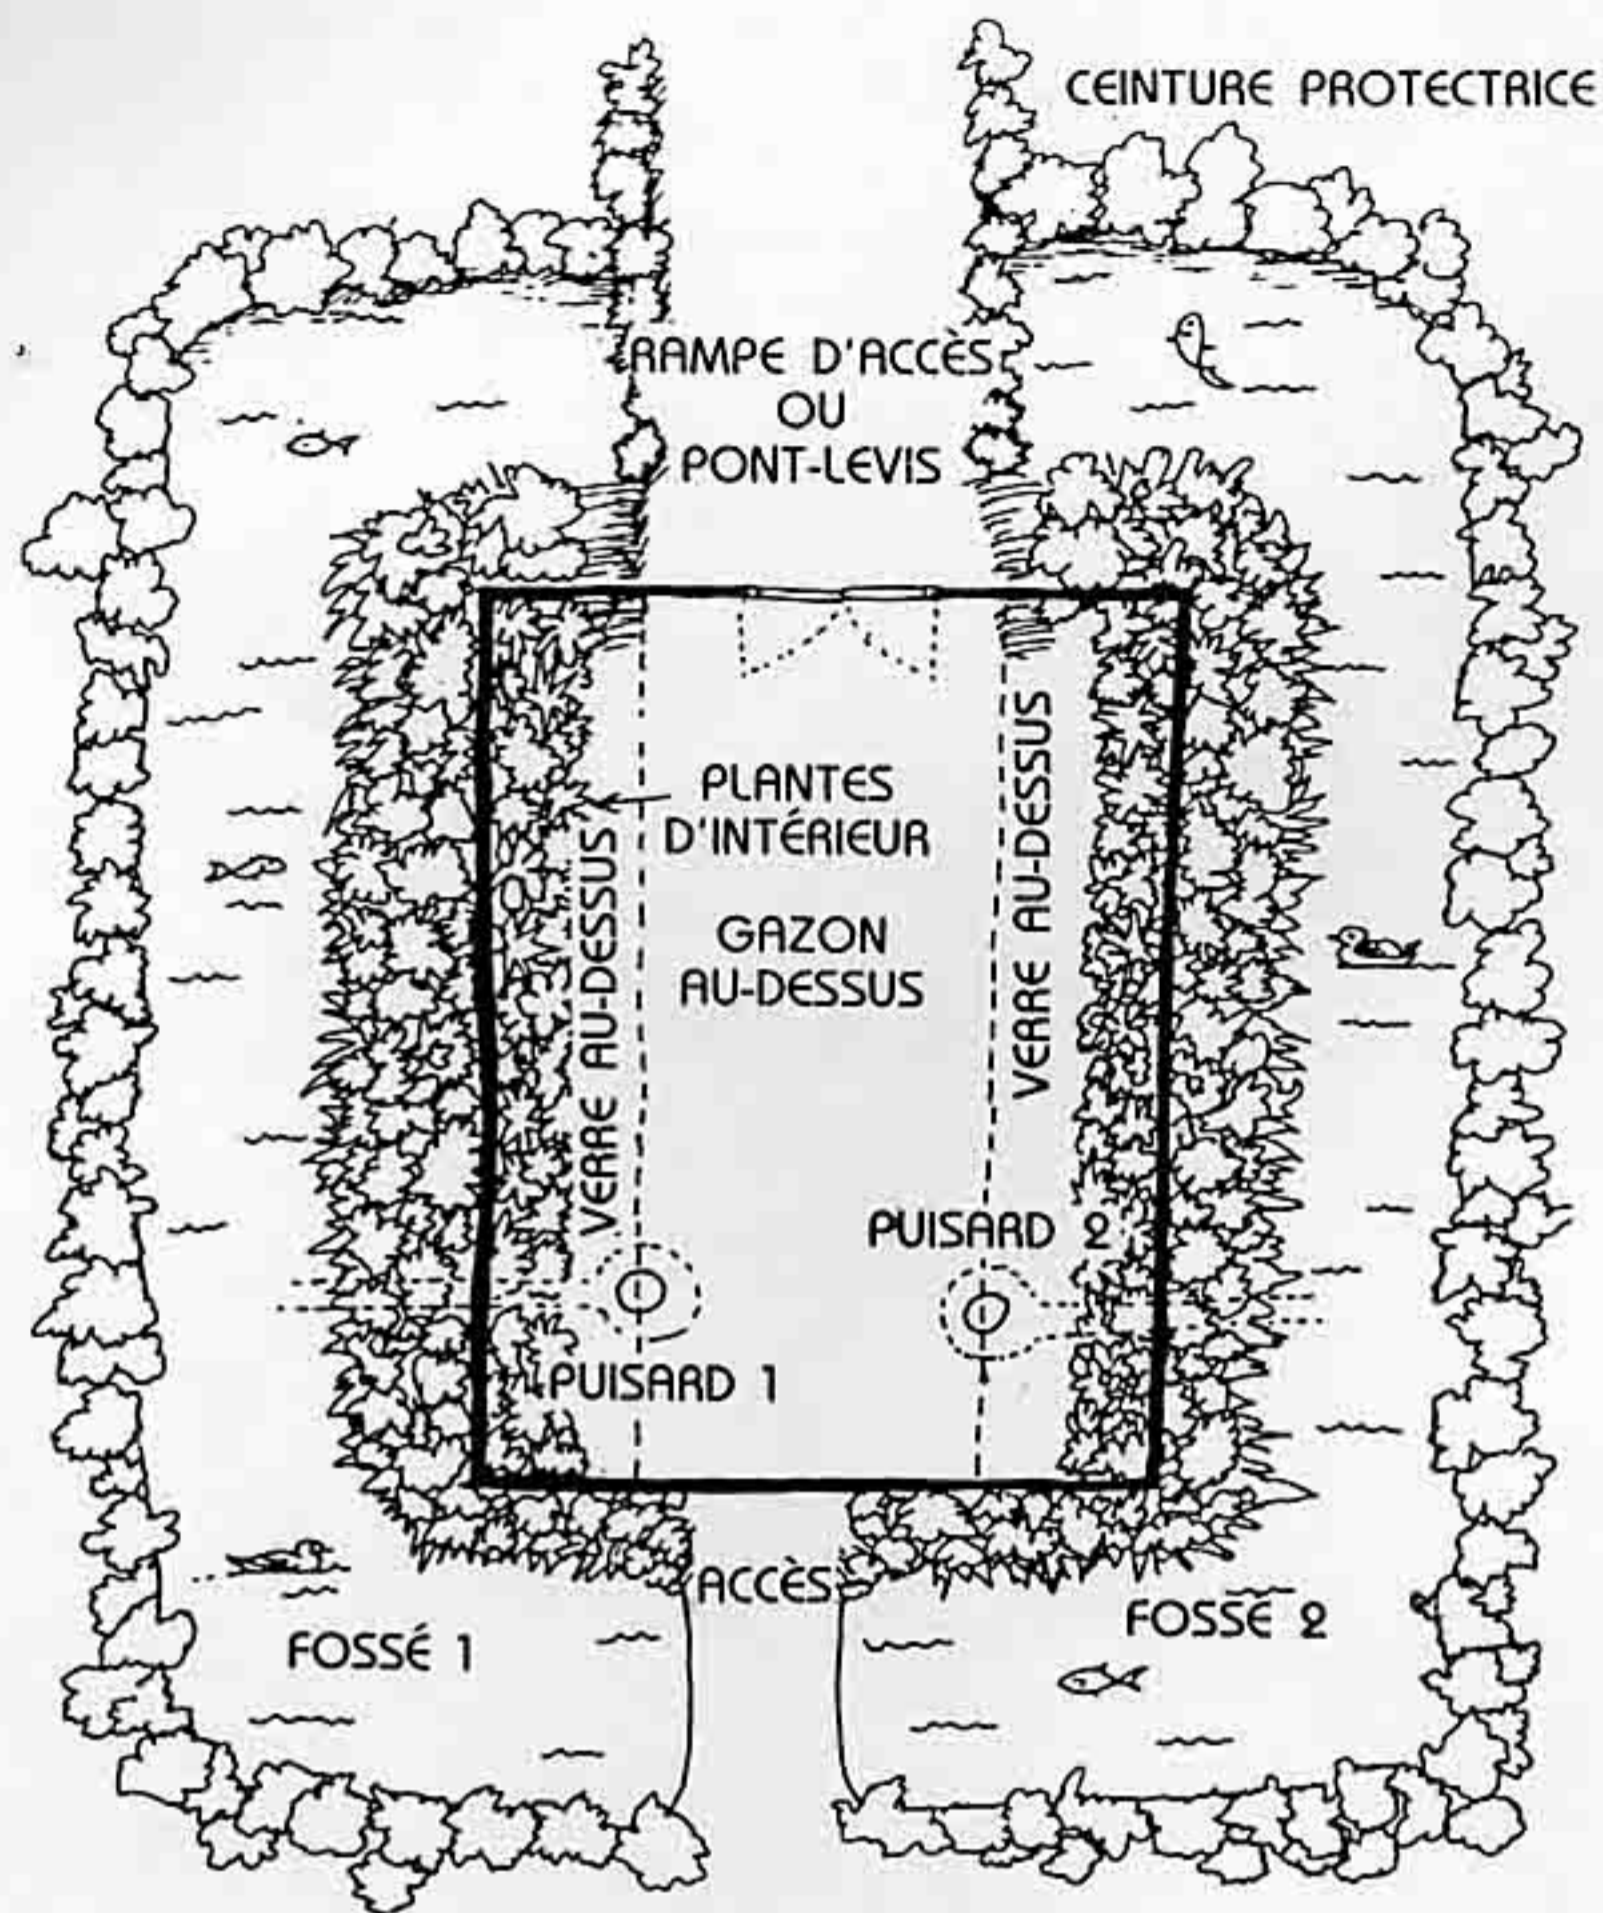 CEINTURE PROTECTRICE
RAMPE D'ACCÈS
OU
PONT-LEVIS
PLANTES
D'INTÉRIEUR
VERRE AU-DESSUS
VERRE AU-DESSUS
GAZON
AU-DESSUS
PUISARD 2
PUISARD 1
ACCÈS
FOSSÉ 1
FOSSÉ 2